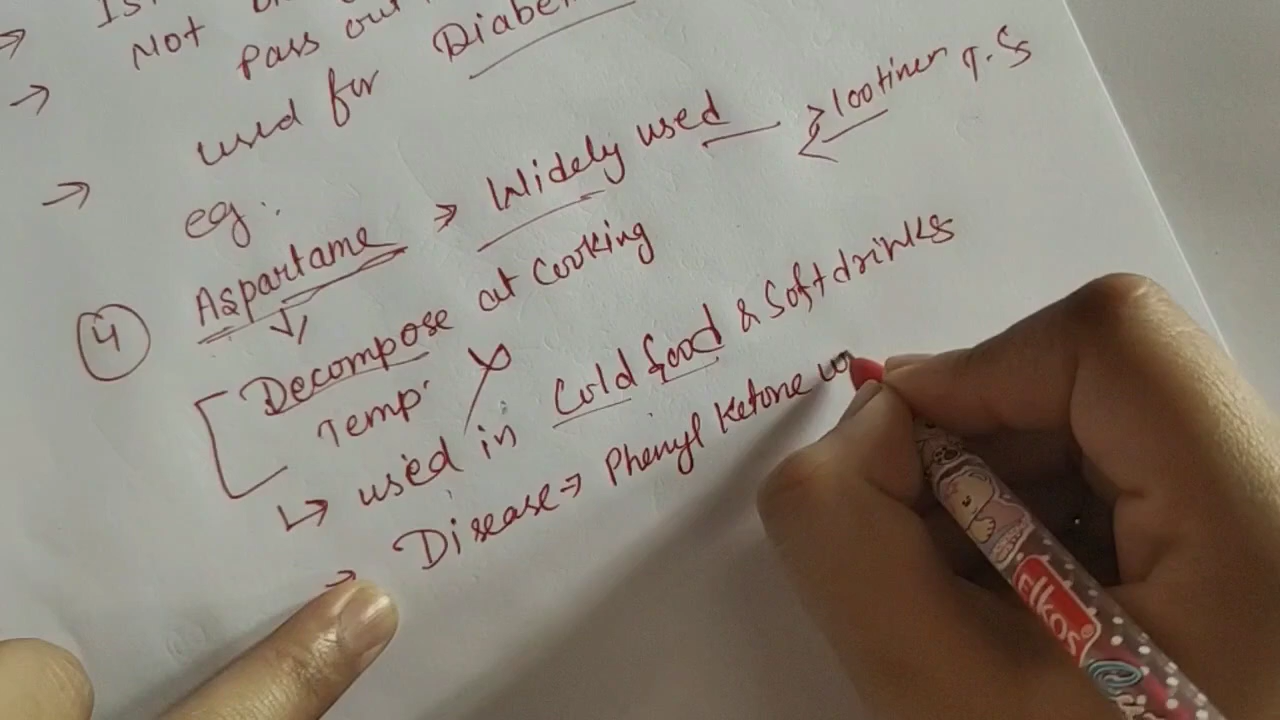 Not
pass out
used for Diabe
eg.
④ Aspartame → Widely used >100 times T.S
Decompose at Cooking
Temp.
↳ used in Cold food & Soft drinks
→ Disease → Phenyl Ketone
Elkos